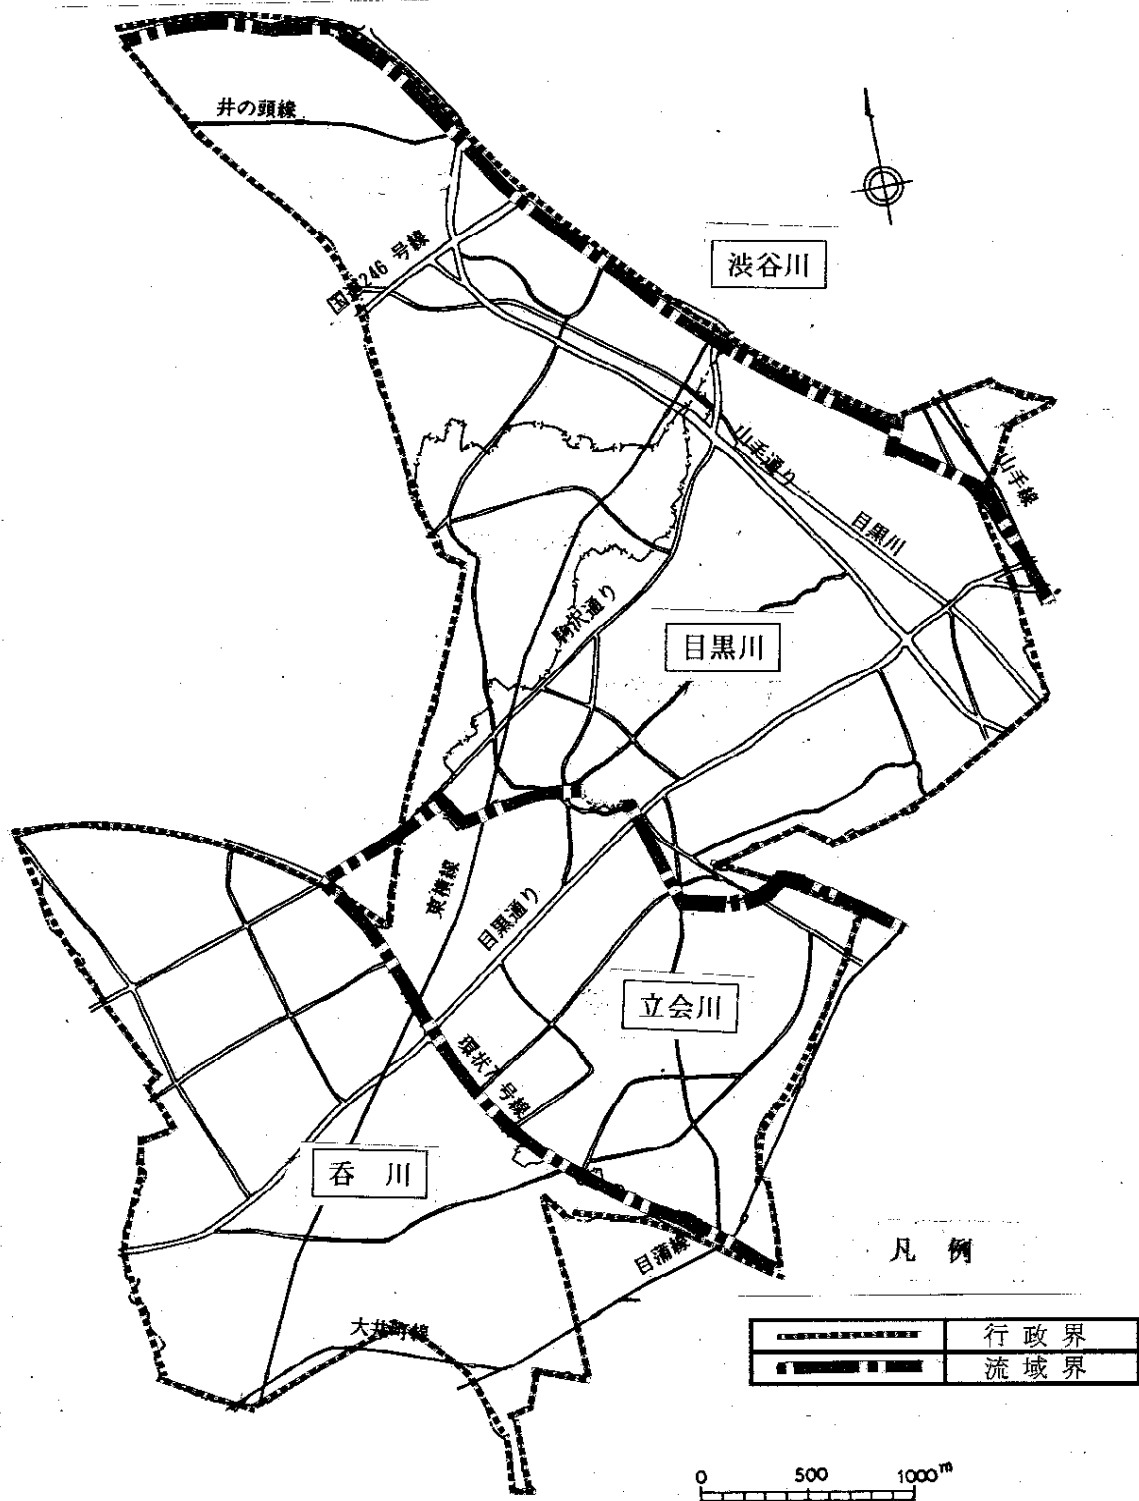 井の頭線
国道246号線
渋谷川
山手通り
山手線
目黒川
駒沢通り
目黒川
東横線
目黒通り
立会川
環状7号線
呑川
目蒲線
大井町線
凡例
行政界
流域界
0 500 1000m